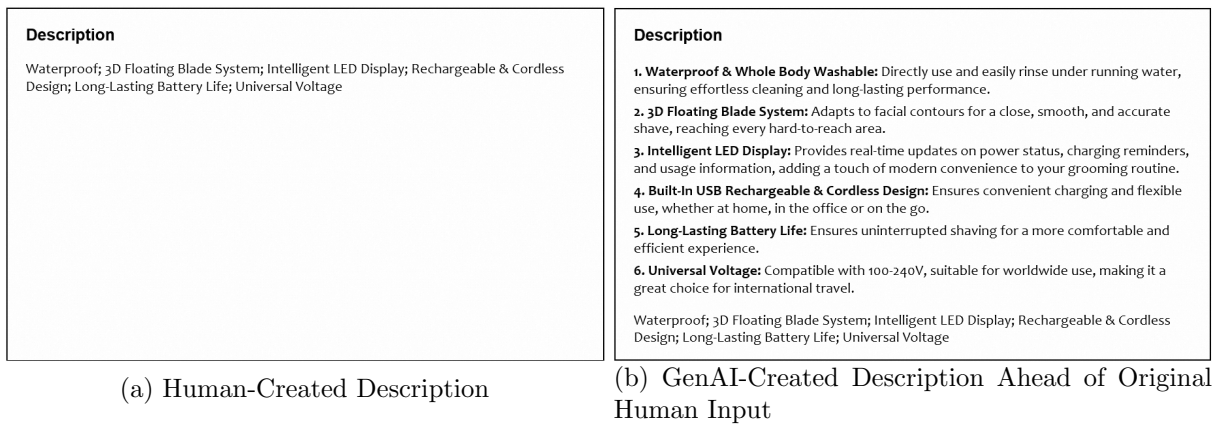 Description
Waterproof; 3D Floating Blade System; Intelligent LED Display; Rechargeable & Cordless
Design; Long-Lasting Battery Life; Universal Voltage
(a) Human-Created Description
Description
1. Waterproof & Whole Body Washable: Directly use and easily rinse under running water,
ensuring effortless cleaning and long-lasting performance.
2. 3D Floating Blade System: Adapts to facial contours for a close, smooth, and accurate
shave, reaching every hard-to-reach area.
3. Intelligent LED Display: Provides real-time updates on power status, charging reminders,
and usage information, adding a touch of modern convenience to your grooming routine.
4. Built-In USB Rechargeable & Cordless Design: Ensures convenient charging and flexible
use, whether at home, in the office or on the go.
5. Long-Lasting Battery Life: Ensures uninterrupted shaving for a more comfortable and
efficient experience.
6. Universal Voltage: Compatible with 100-240V, suitable for worldwide use, making it a
great choice for international travel.
Waterproof; 3D Floating Blade System; Intelligent LED Display; Rechargeable & Cordless
Design; Long-Lasting Battery Life; Universal Voltage
(b) GenAI-Created Description Ahead of Original
Human Input